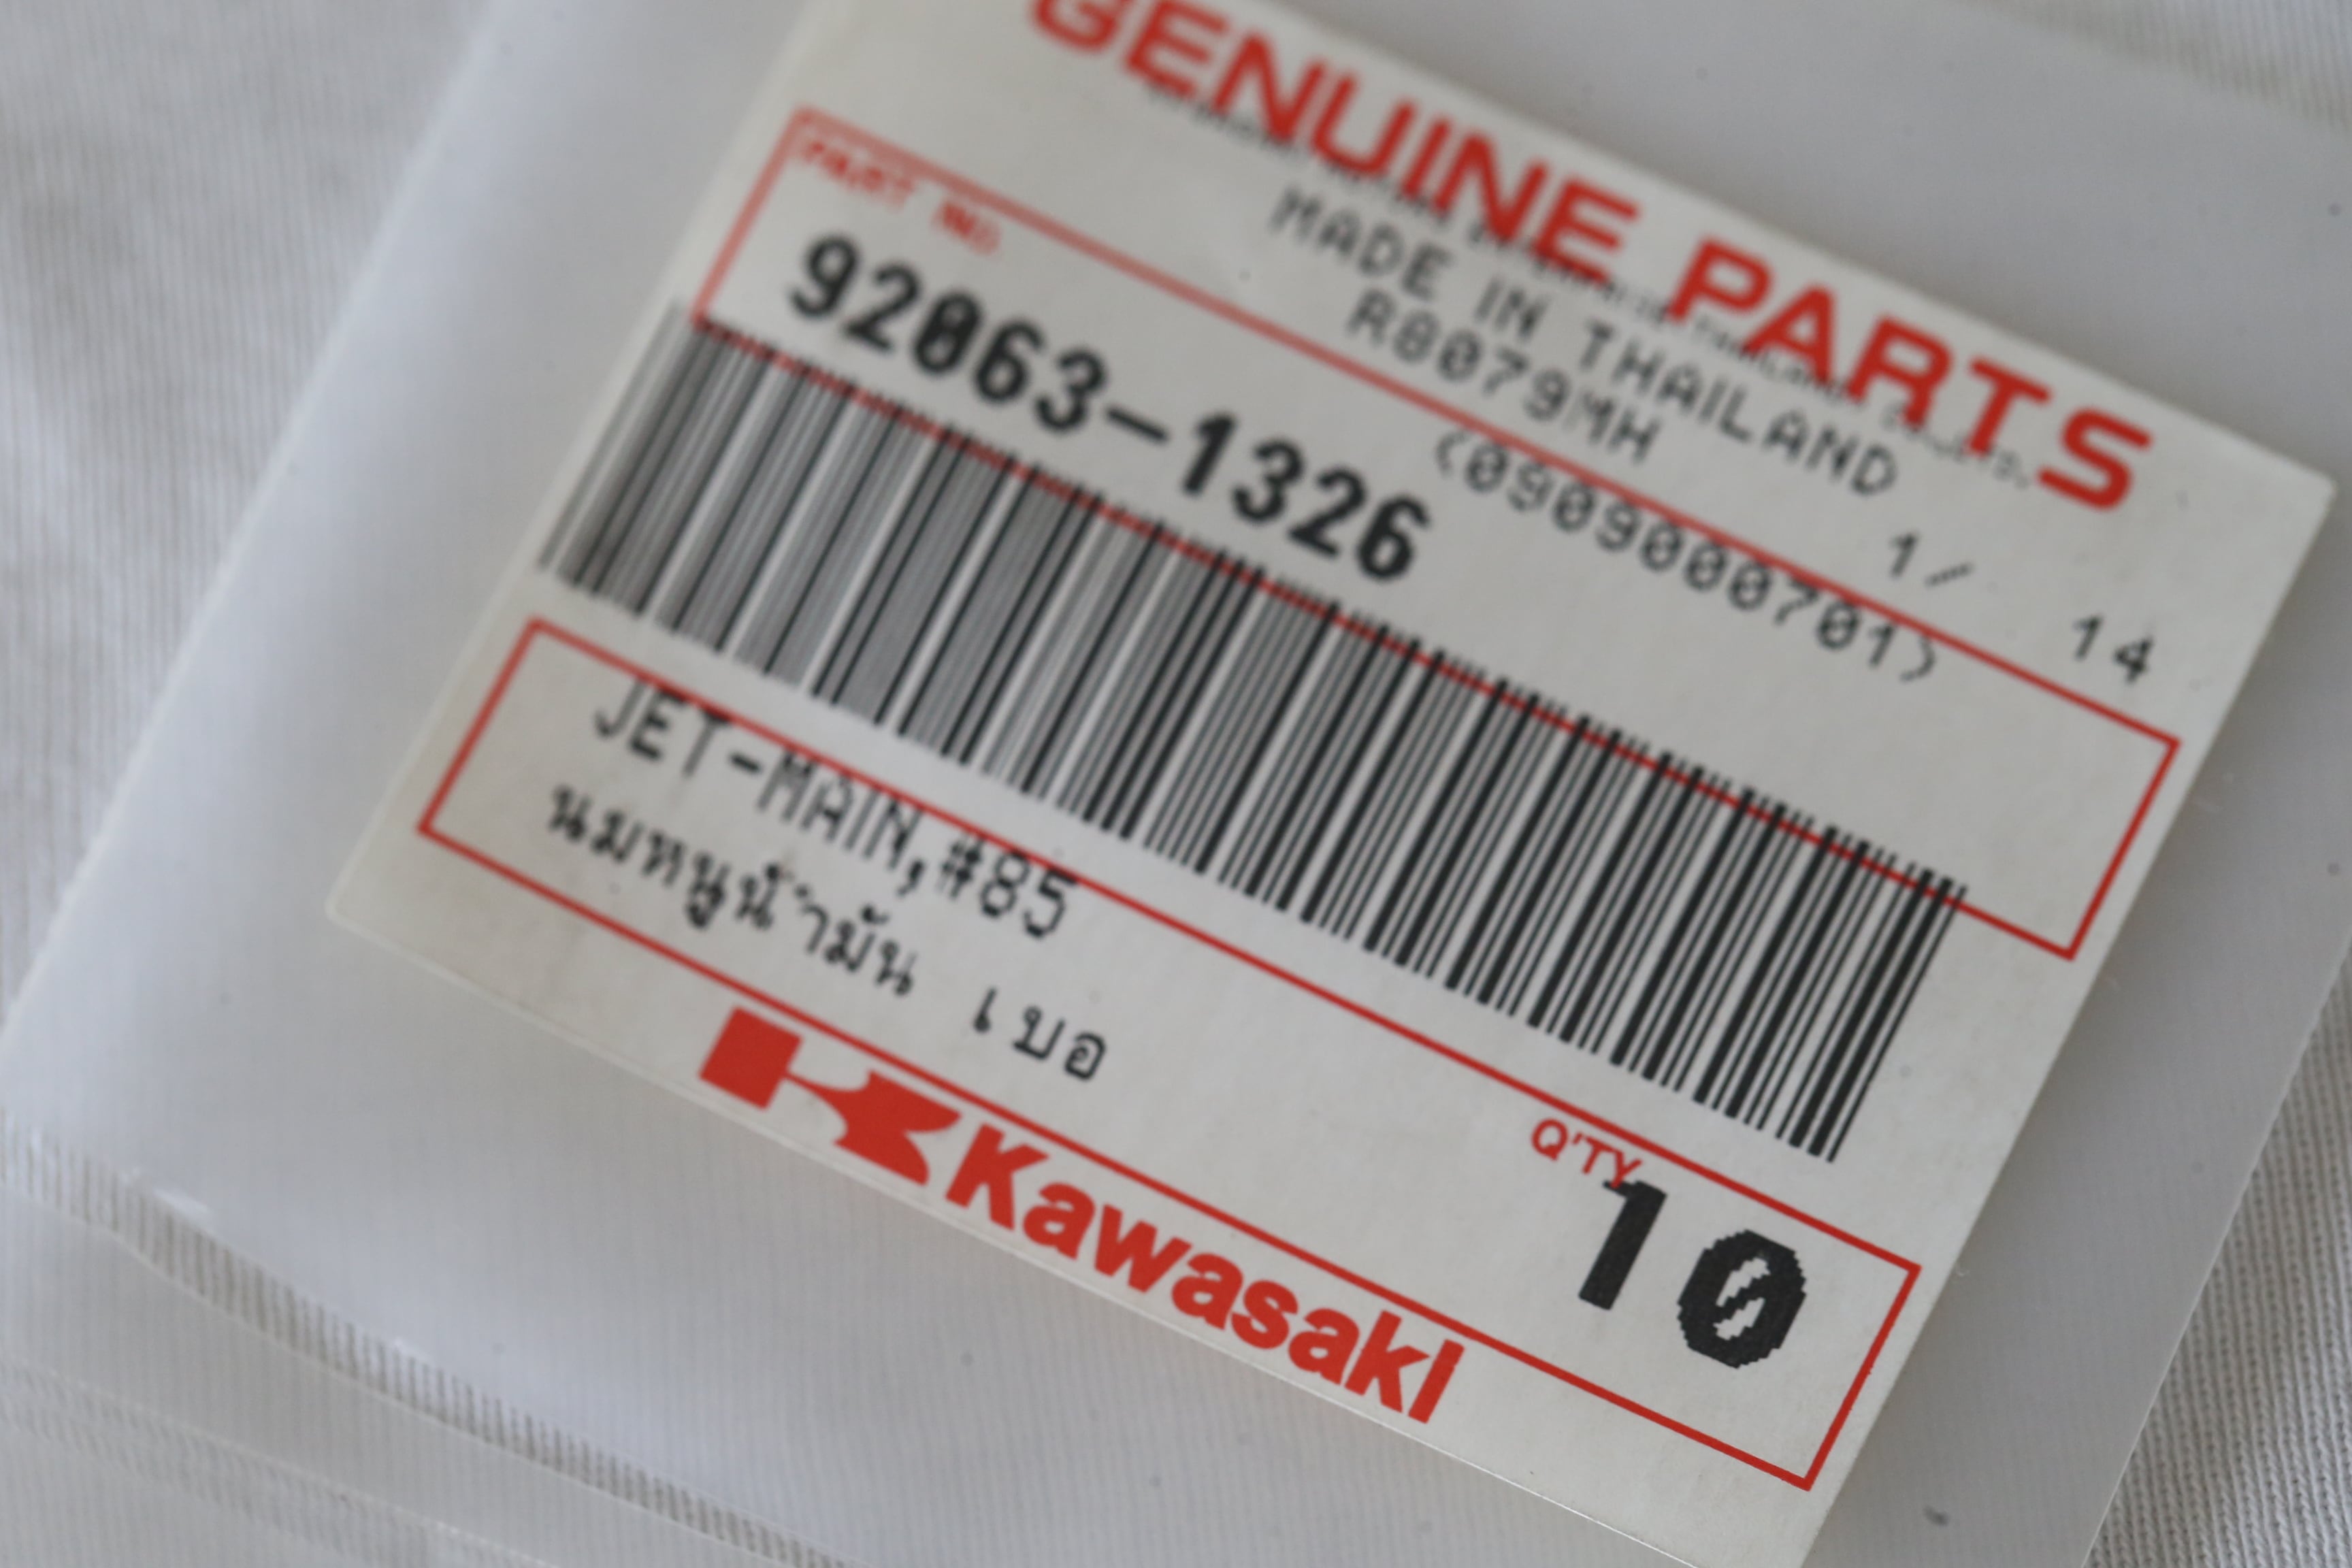 GENUINE PARTS
MADE IN THAILAND
R8079MH 1/ 14
PART NO.
(0909000701)
92063-1326
JET-MAIN,#85
นมหนูน้ำมัน เบอ
Q'TY
10
Kawasaki